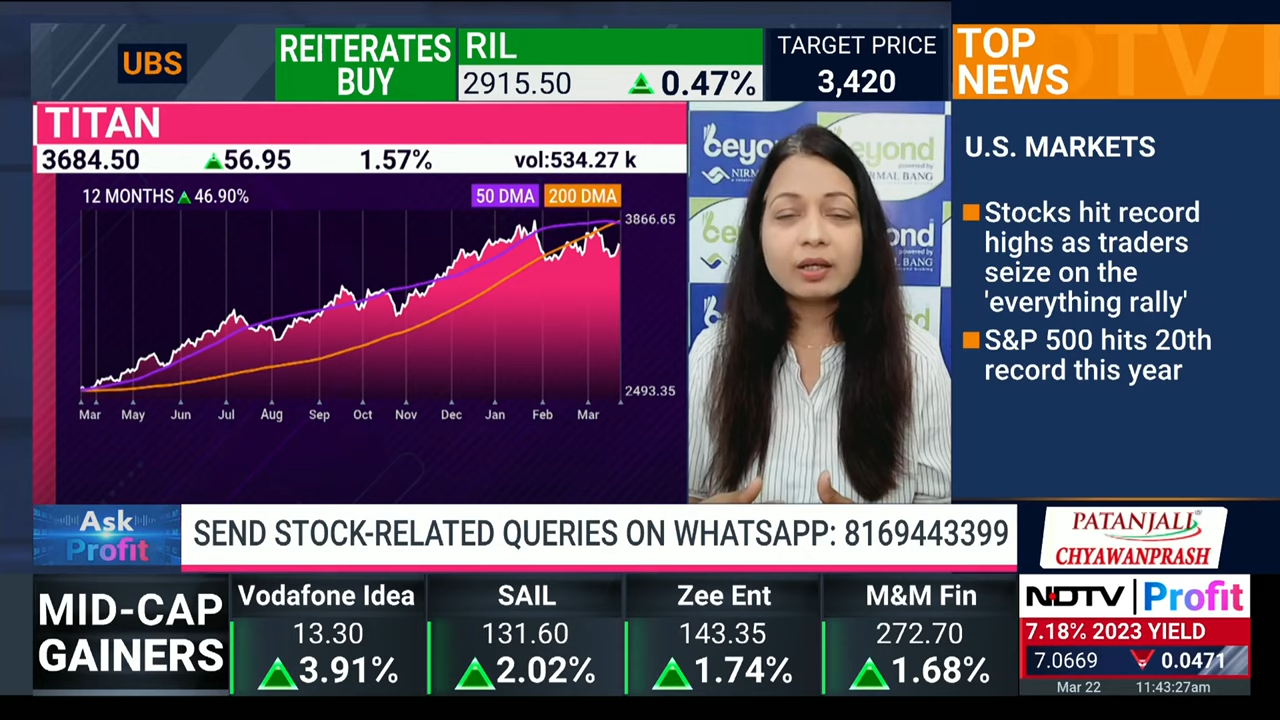 UBS
REITERATES
BUY
RIL
2915.50 0.47%
TARGET PRICE
3,420
TOP
NEWS
TITAN
3684.50 56.95 1.57% vol:534.27 k
12 MONTHS 46.90%
50 DMA 200 DMA
3866.65
2493.35
Mar May Jun Jul Aug Sep Oct Nov Dec Jan Feb Mar
beyond
powered by
NIRMAL BANG
U.S. MARKETS
Stocks hit record
highs as traders
seize on the
'everything rally'
S&P 500 hits 20th
record this year
Ask
Profit
SEND STOCK-RELATED QUERIES ON WHATSAPP: 8169443399
PATANJALI®
CHYAWANPRASH
MID-CAP
GAINERS
Vodafone Idea
13.30
3.91%
SAIL
131.60
2.02%
Zee Ent
143.35
1.74%
M&M Fin
272.70
1.68%
NDTV Profit
7.18% 2023 YIELD
7.0669 0.0471
Mar 22 11:43:27am